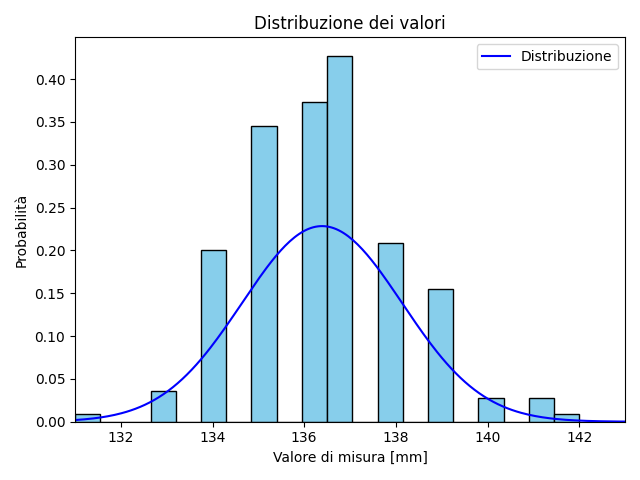 Distribuzione dei valori
Distribuzione
Probabilità
0.40
0.35
0.30
0.25
0.20
0.15
0.10
0.05
0.00
132 134 136 138 140 142
Valore di misura [mm]